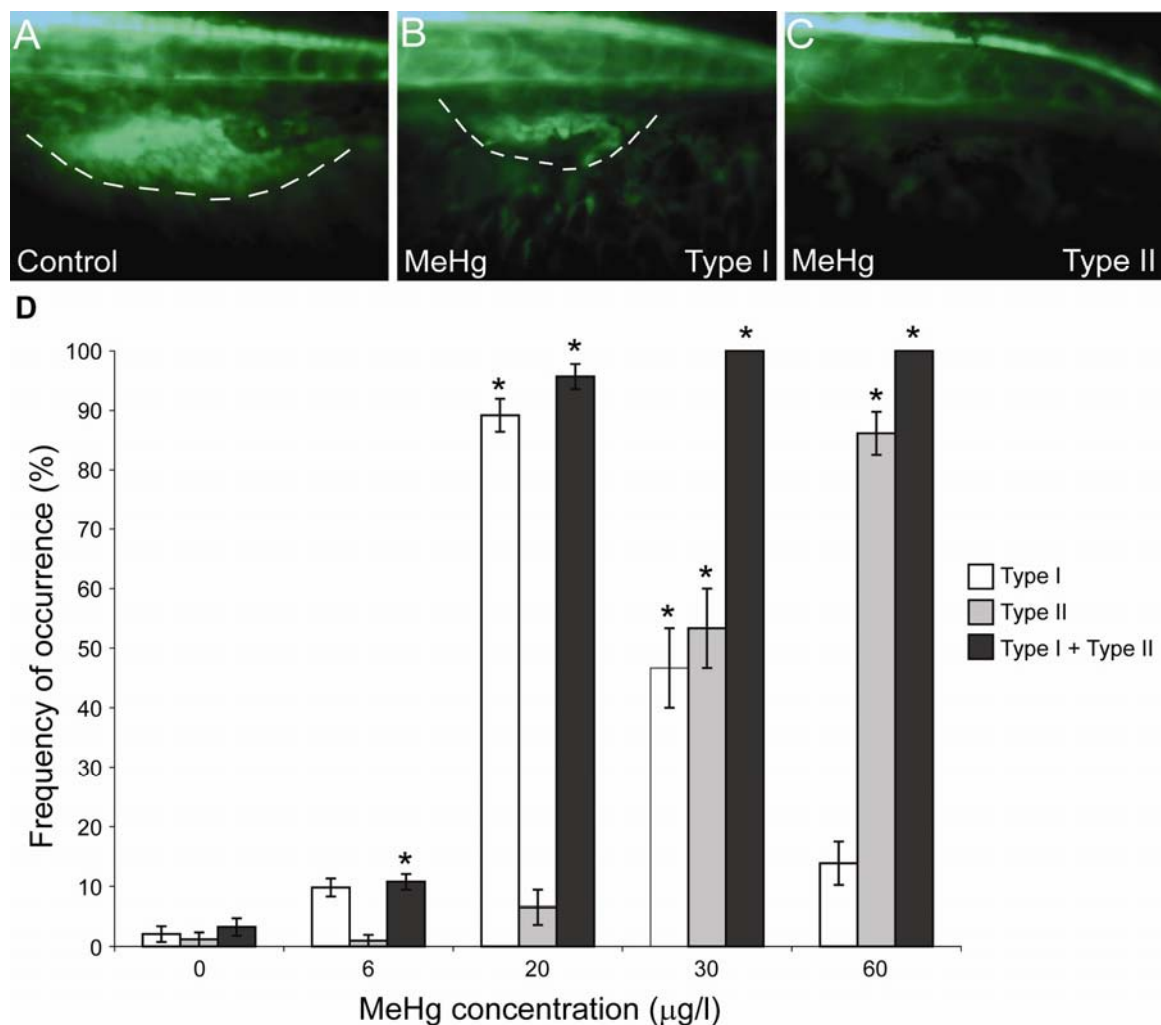 A
B
C
Control
MeHg Type I
MeHg Type II
D
* * * * * * * *
Frequency of occurrence (%)
100
90
80
70
60
50
40
30
20
10
0
0 6 20 30 60
MeHg concentration (µg/l)
Type I
Type II
Type I + Type II